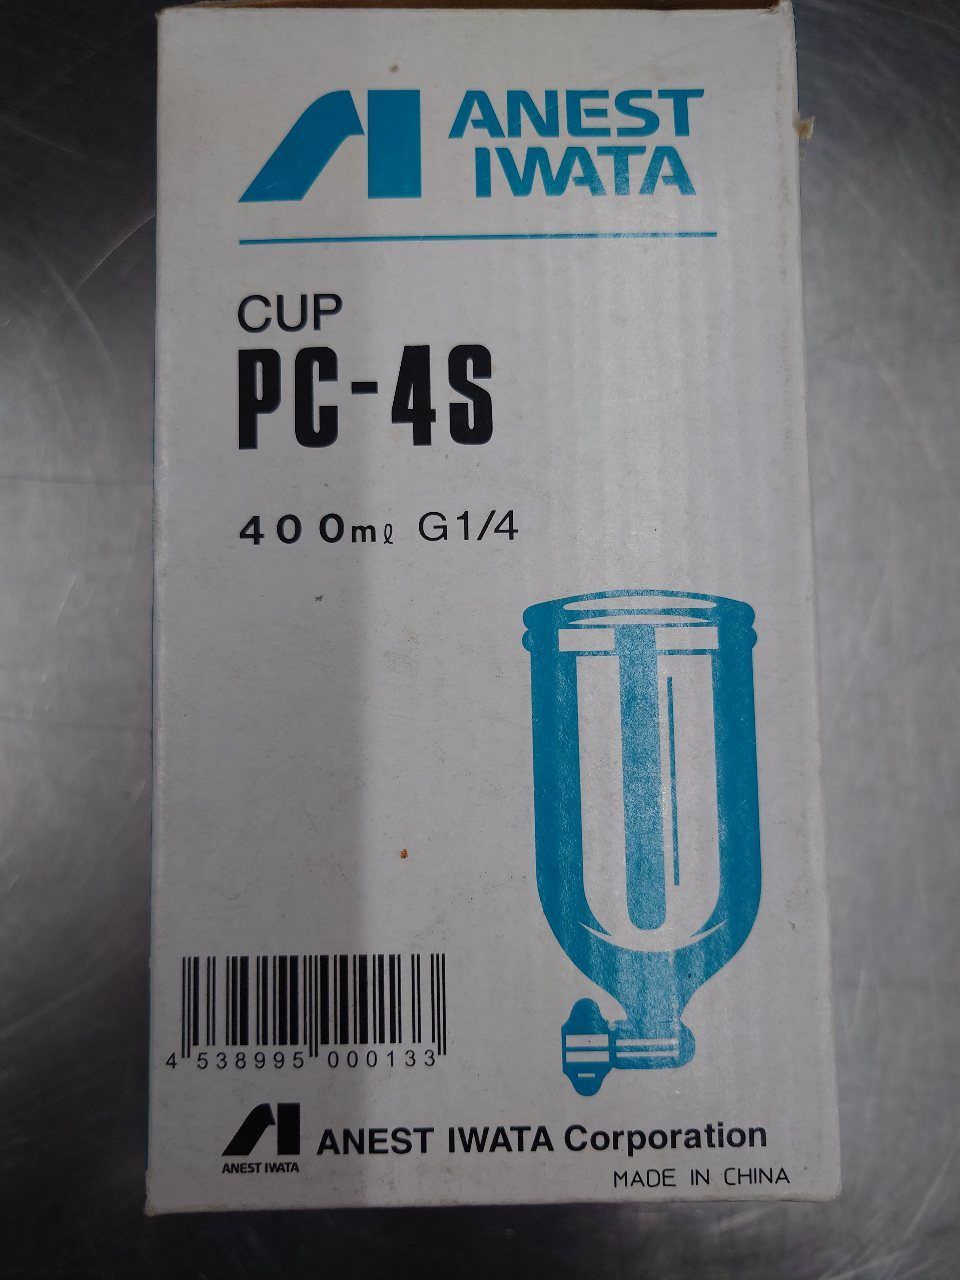 ANEST
IWATA
CUP
PC-4S
400mℓ G1/4
4 538995 000133
ANEST IWATA
ANEST IWATA Corporation
MADE IN CHINA